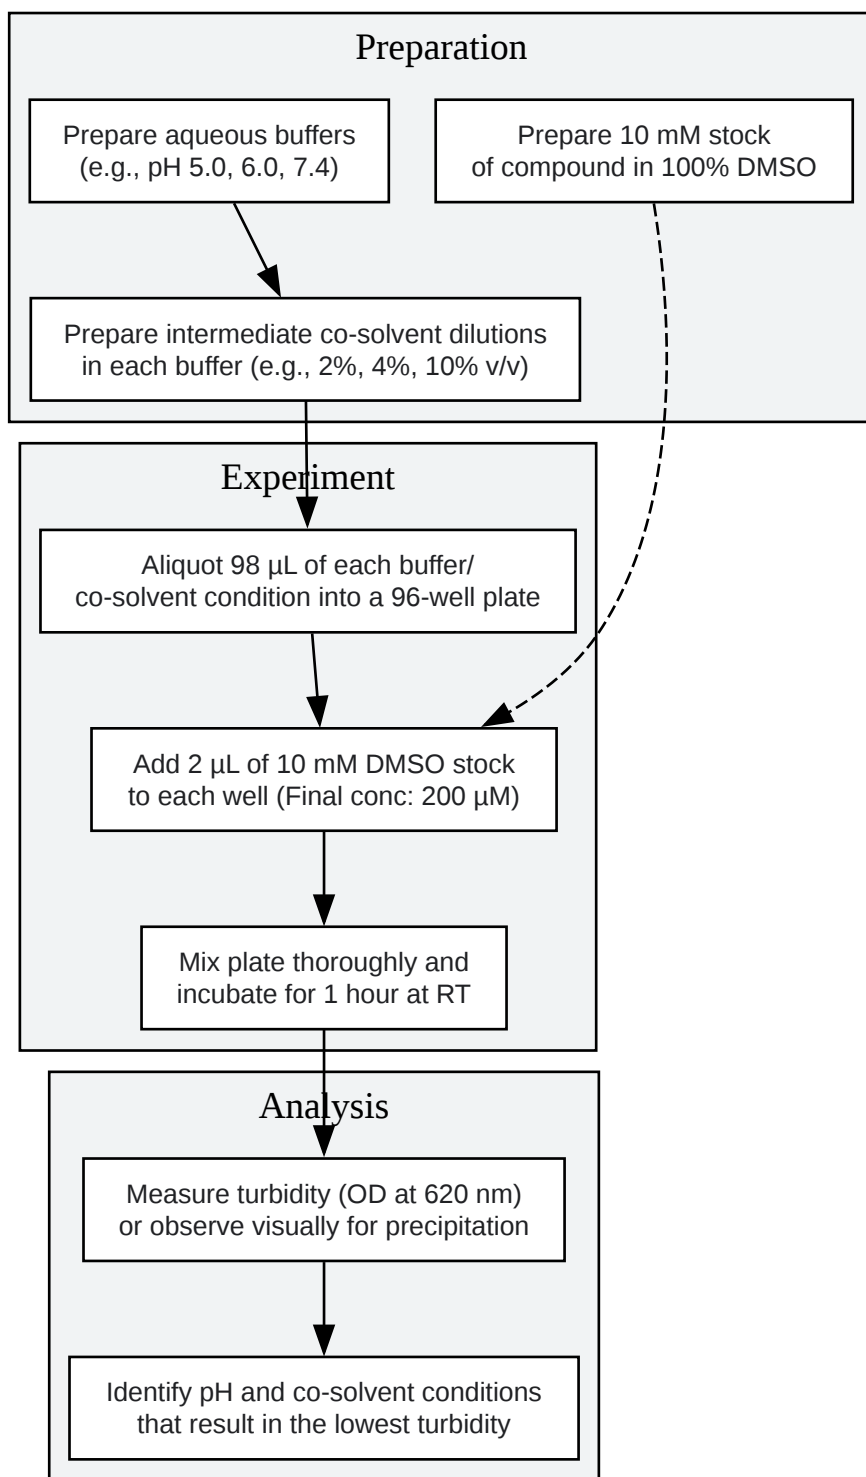 Preparation
Prepare aqueous buffers
(e.g., pH 5.0, 6.0, 7.4)
Prepare 10 mM stock
of compound in 100% DMSO
Prepare intermediate co-solvent dilutions
in each buffer (e.g., 2%, 4%, 10% v/v)
Experiment
Aliquot 98 µL of each buffer/
co-solvent condition into a 96-well plate
Add 2 µL of 10 mM DMSO stock
to each well (Final conc: 200 µM)
Mix plate thoroughly and
incubate for 1 hour at RT
Analysis
Measure turbidity (OD at 620 nm)
or observe visually for precipitation
Identify pH and co-solvent conditions
that result in the lowest turbidity